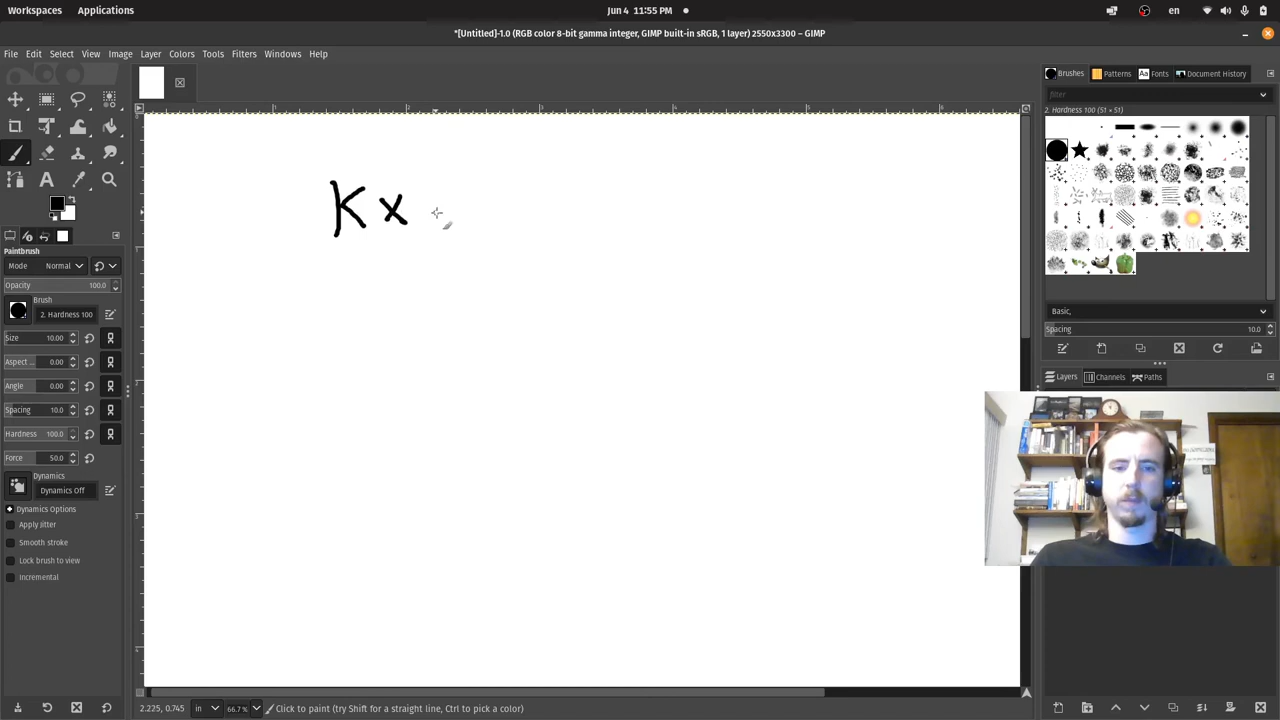 Workspaces Applications Jun 4 11:55 PM en
*[Untitled]-1.0 (RGB color 8-bit gamma integer, GIMP built-in sRGB, 1 layer) 2550x3300 – GIMP
File Edit Select View Image Layer Colors Tools Filters Windows Help
Brushes Patterns Fonts Document History
filter
2. Hardness 100 (51 × 51)
K x
Paintbrush
Mode Normal
Opacity 100.0
Brush
2. Hardness 100
Size 10.00
Aspect ... 0.00
Angle 0.00
Spacing 10.0
Hardness 100.0
Force 50.0
Dynamics
Dynamics Off
Dynamics Options
Apply Jitter
Smooth stroke
Lock brush to view
Incremental
Basic,
Spacing 10.0
Layers Channels Paths
2.225, 0.745 in 66.7% Click to paint (try Shift for a straight line, Ctrl to pick a color)